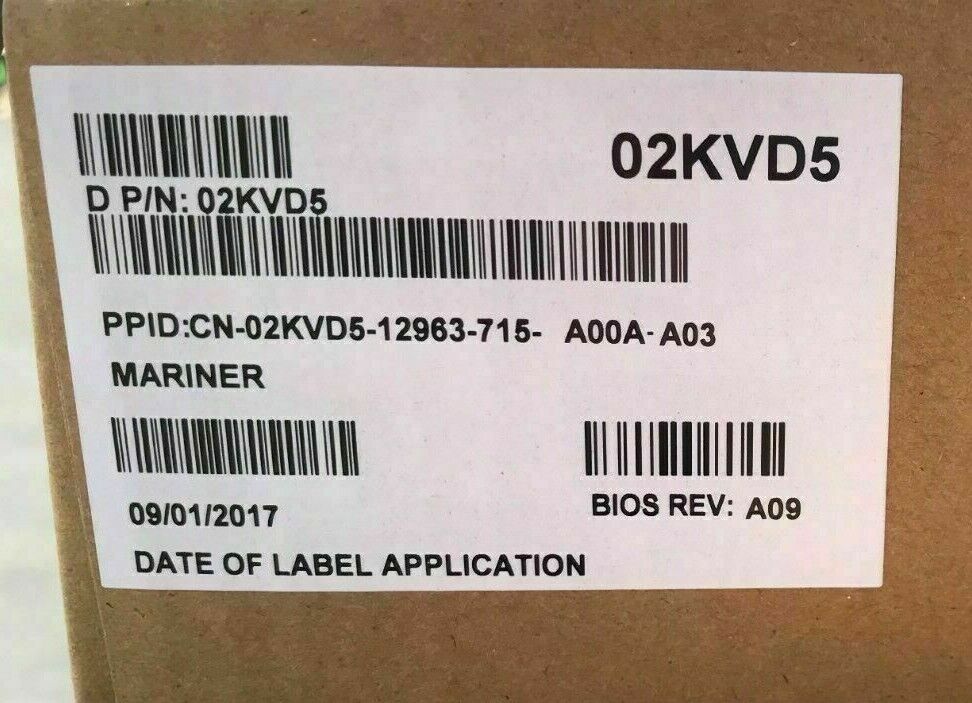 02KVD5
D P/N: 02KVD5
PPID:CN-02KVD5-12963-715- A00A-A03
MARINER
09/01/2017
BIOS REV: A09
DATE OF LABEL APPLICATION